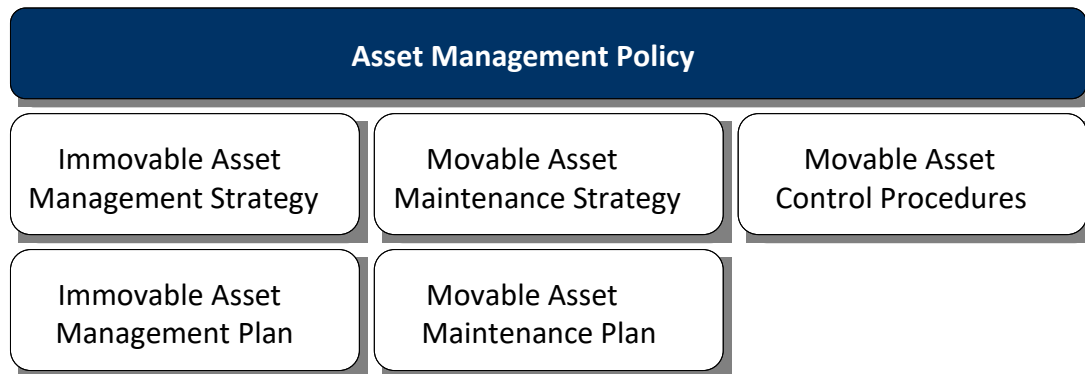 Asset Management Policy
Immovable Asset
Management Strategy
Movable Asset
Maintenance Strategy
Movable Asset
Control Procedures
Immovable Asset
Management Plan
Movable Asset
Maintenance Plan